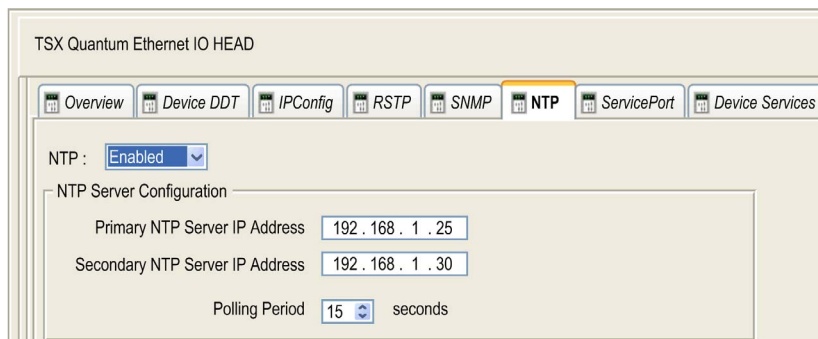 TSX Quantum Ethernet IO HEAD
Overview Device DDT IPConfig RSTP SNMP NTP ServicePort Device Services
NTP : Enabled
NTP Server Configuration
Primary NTP Server IP Address 192 . 168 . 1 . 25
Secondary NTP Server IP Address 192 . 168 . 1 . 30
Polling Period 15 seconds